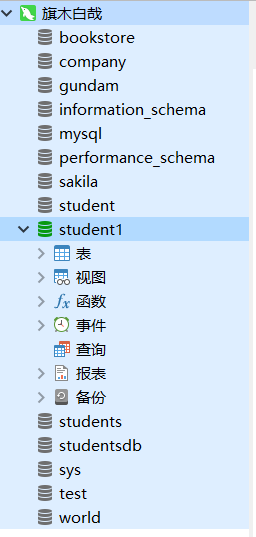 旗木白哉
bookstore
company
gundam
information_schema
mysql
performance_schema
sakila
student
student1
表
视图
函数
事件
查询
报表
备份
students
studentsdb
sys
test
world